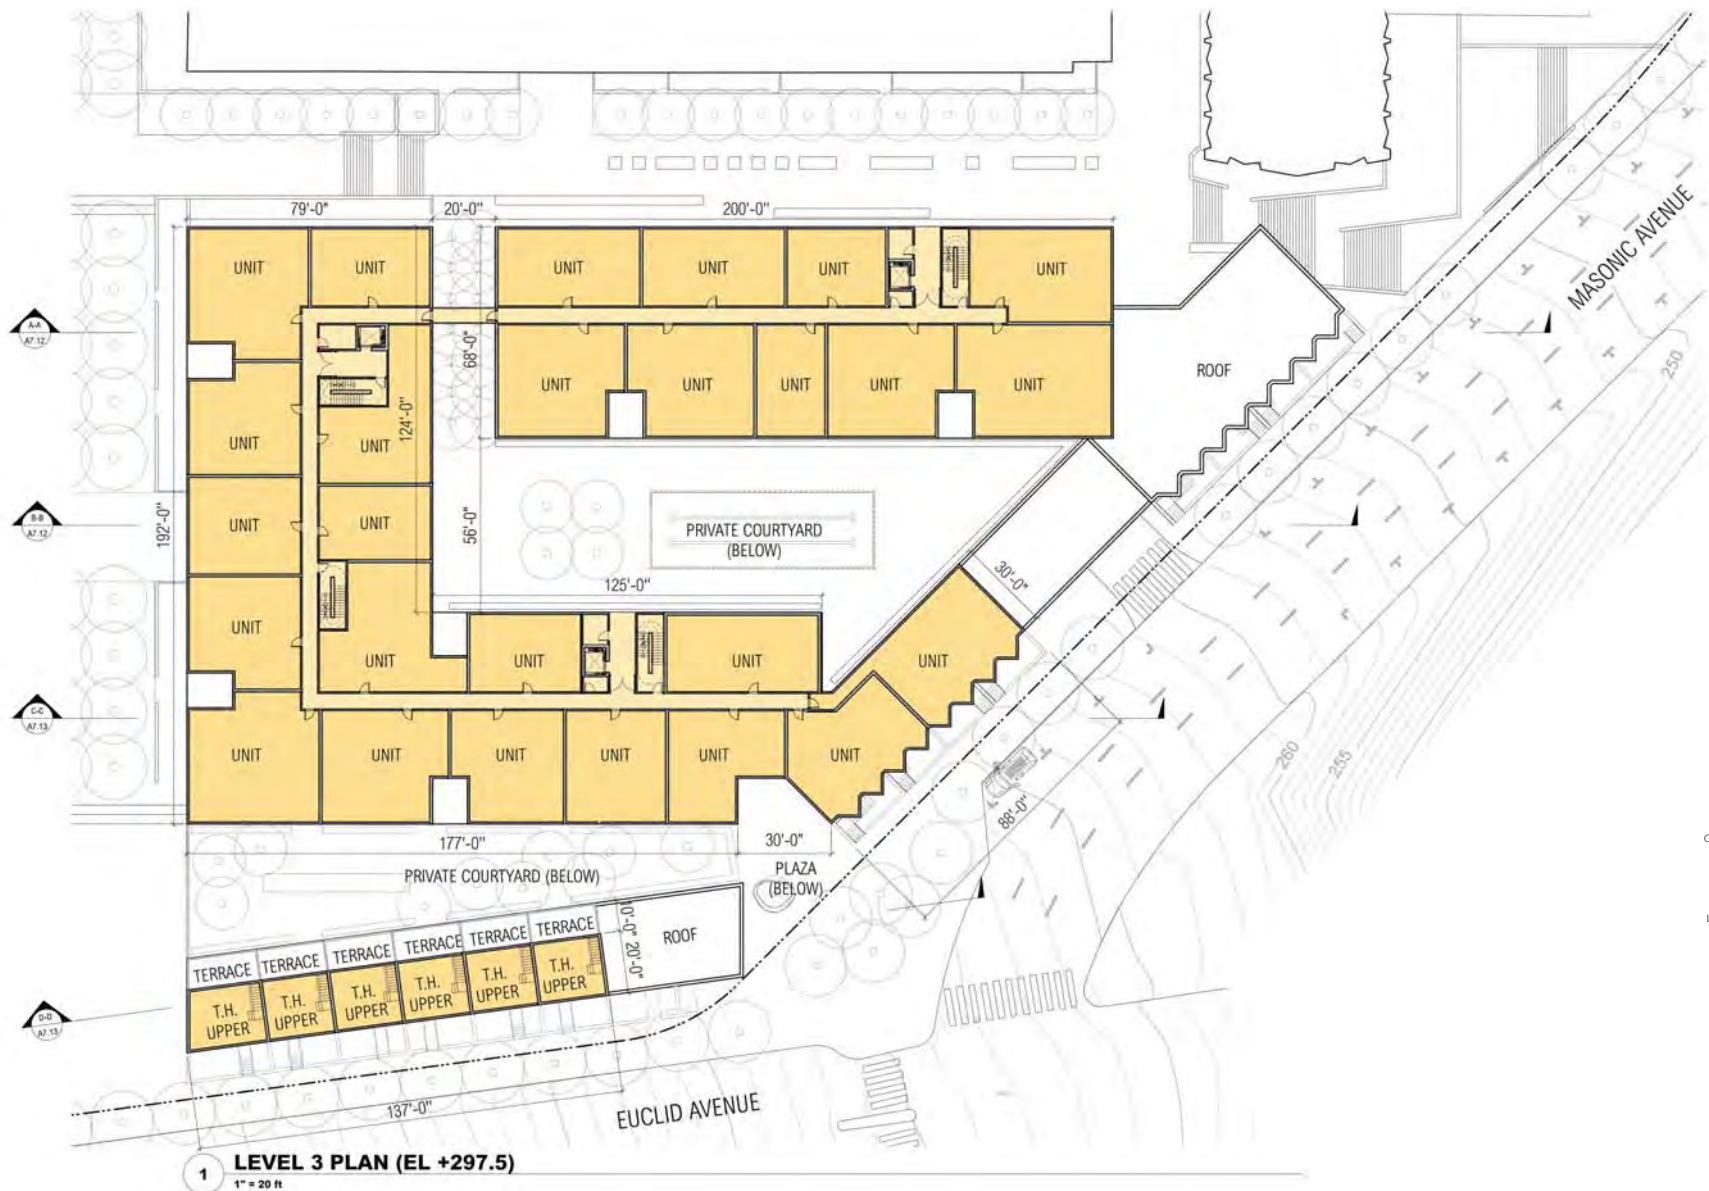 79'-0"
20'-0"
200'-0"
MASONIC AVENUE
UNIT
UNIT
UNIT
UNIT
UNIT
UNIT
A-A
A7.12
68'-0"
ROOF
250
UNIT
UNIT
UNIT
UNIT
UNIT
124'-0"
UNIT
UNIT
192'-0"
B-B
A7.12
UNIT
UNIT
56'-0"
PRIVATE COURTYARD
(BELOW)
30'-0"
125'-0"
UNIT
UNIT
UNIT
UNIT
UNIT
C-C
A7.13
UNIT
UNIT
UNIT
UNIT
UNIT
UNIT
260
255
88'-0"
177'-0"
30'-0"
PRIVATE COURTYARD (BELOW)
PLAZA
(BELOW)
10'-0"
20'-0"
ROOF
TERRACE
TERRACE
TERRACE
TERRACE
TERRACE
TERRACE
T.H.
UPPER
T.H.
UPPER
T.H.
UPPER
T.H.
UPPER
T.H.
UPPER
T.H.
UPPER
D-D
A7.13
137'-0"
EUCLID AVENUE
1
LEVEL 3 PLAN (EL +297.5)
1" = 20 ft